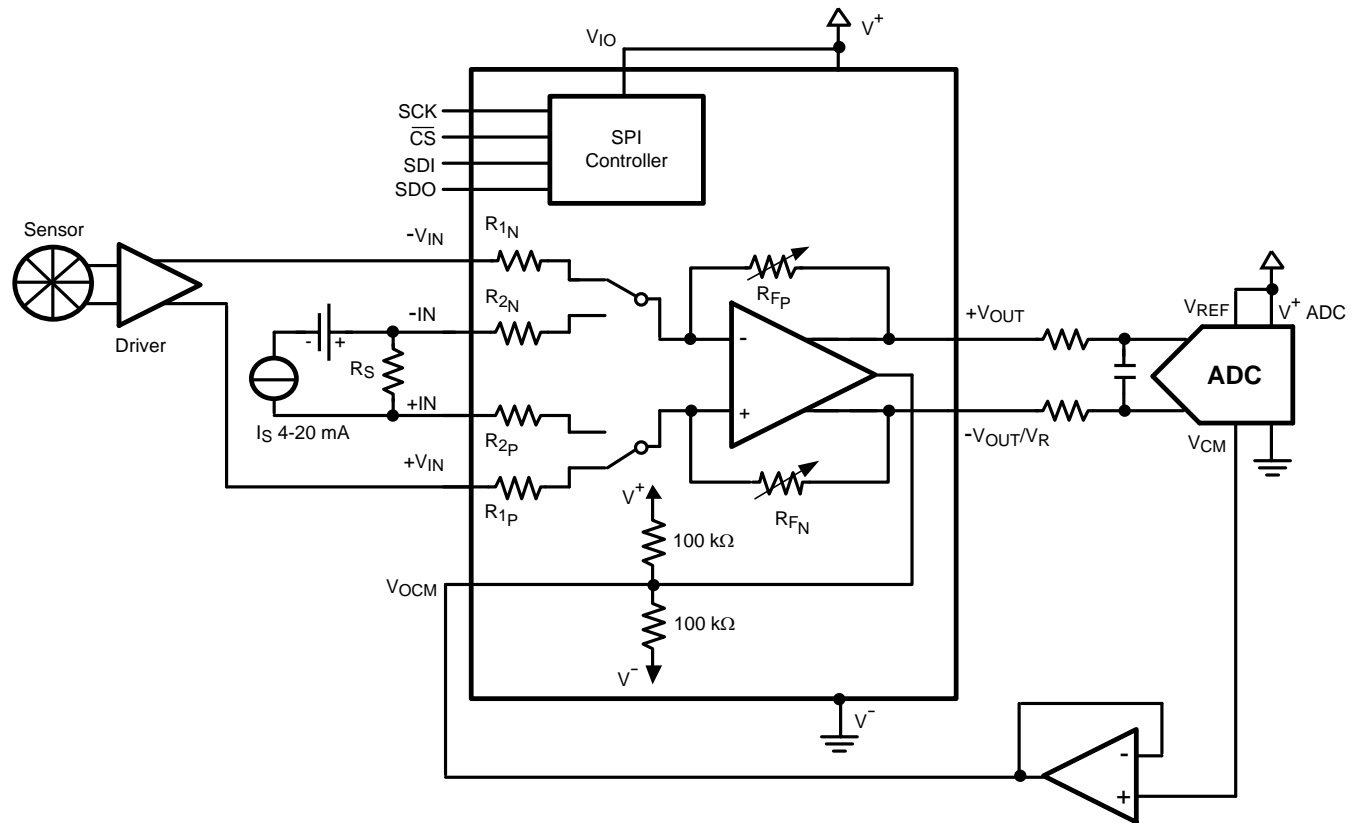 V+
VIO
SCK
CS
SDI
SDO
SPI
Controller
Sensor
Driver
-VIN
R1N
-IN
R2N
RS
+IN
R2P
IS 4-20 mA
+VIN
R1P
RFP
-
+
RFN
- +
V+
100 kΩ
VOCM
100 kΩ
V-
V-
+VOUT
-VOUT/VR
VREF
V+ ADC
ADC
VCM
-
+